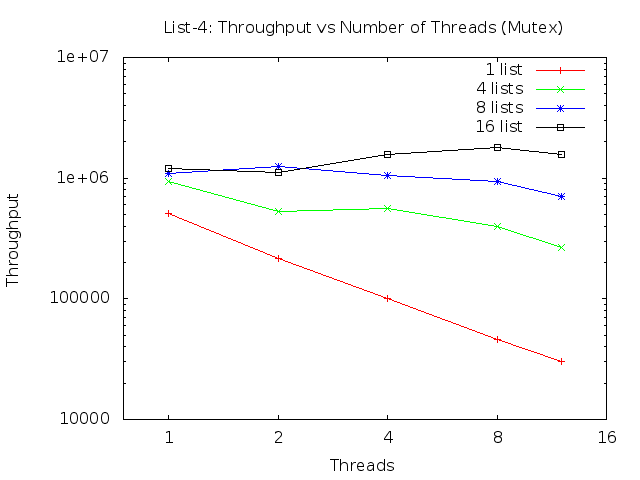 List-4: Throughput vs Number of Threads (Mutex)
1e+07
1 list
4 lists
8 lists
16 list
1e+06
Throughput
100000
10000
1 2 4 8 16
Threads